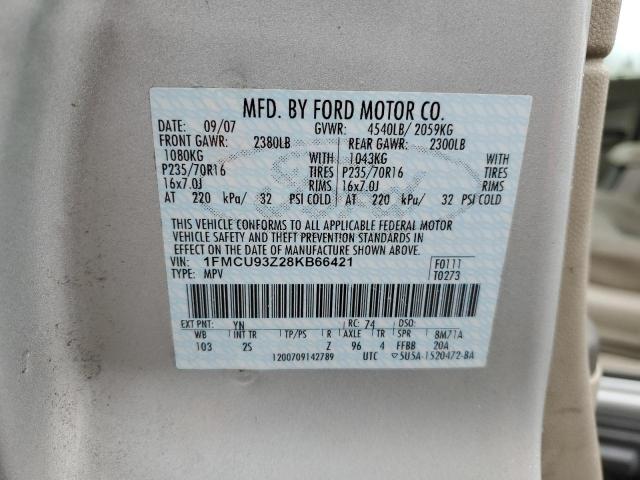 MFD. BY FORD MOTOR CO.
DATE: 09/07 GVWR: 4540LB/ 2059KG
FRONT GAWR: 2380LB REAR GAWR: 2300LB
1080KG WITH 1043KG WITH
P235/70R16 TIRES P235/70R16 TIRES
16x7.0J RIMS 16x7.0J RIMS
AT 220 kPa/ 32 PSI COLD AT 220 kPa/ 32 PSI COLD
THIS VEHICLE CONFORMS TO ALL APPLICABLE FEDERAL MOTOR
VEHICLE SAFETY AND THEFT PREVENTION STANDARDS IN EFFECT
ON THE DATE OF MANUFACTURE SHOWN ABOVE.
VIN: 1FMCU93Z28KB66421 F0111
TYPE: MPV T0273
EXT PNT: YN RC: 74 DSO:
WB INT TR TP/PS R AXLE TR SPR 8M71A
103 2S Z 96 4 FFBB 20A
1200709142789 UTC 5U5A-1520472-BA
Ford